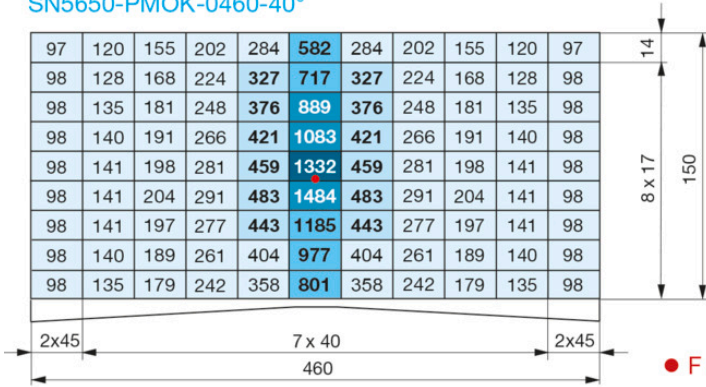 SN5650-PMOK-0460-40°
97 120 155 202 284 582 284 202 155 120 97
98 128 168 224 327 717 327 224 168 128 98
98 135 181 248 376 889 376 248 181 135 98
98 140 191 266 421 1083 421 266 191 140 98
98 141 198 281 459 1332 459 281 198 141 98
98 141 204 291 483 1484 483 291 204 141 98
98 141 197 277 443 1185 443 277 197 141 98
98 140 189 261 404 977 404 261 189 140 98
98 135 179 242 358 801 358 242 179 135 98
14
8 x 17
150
2x45 7 x 40 2x45
460
F